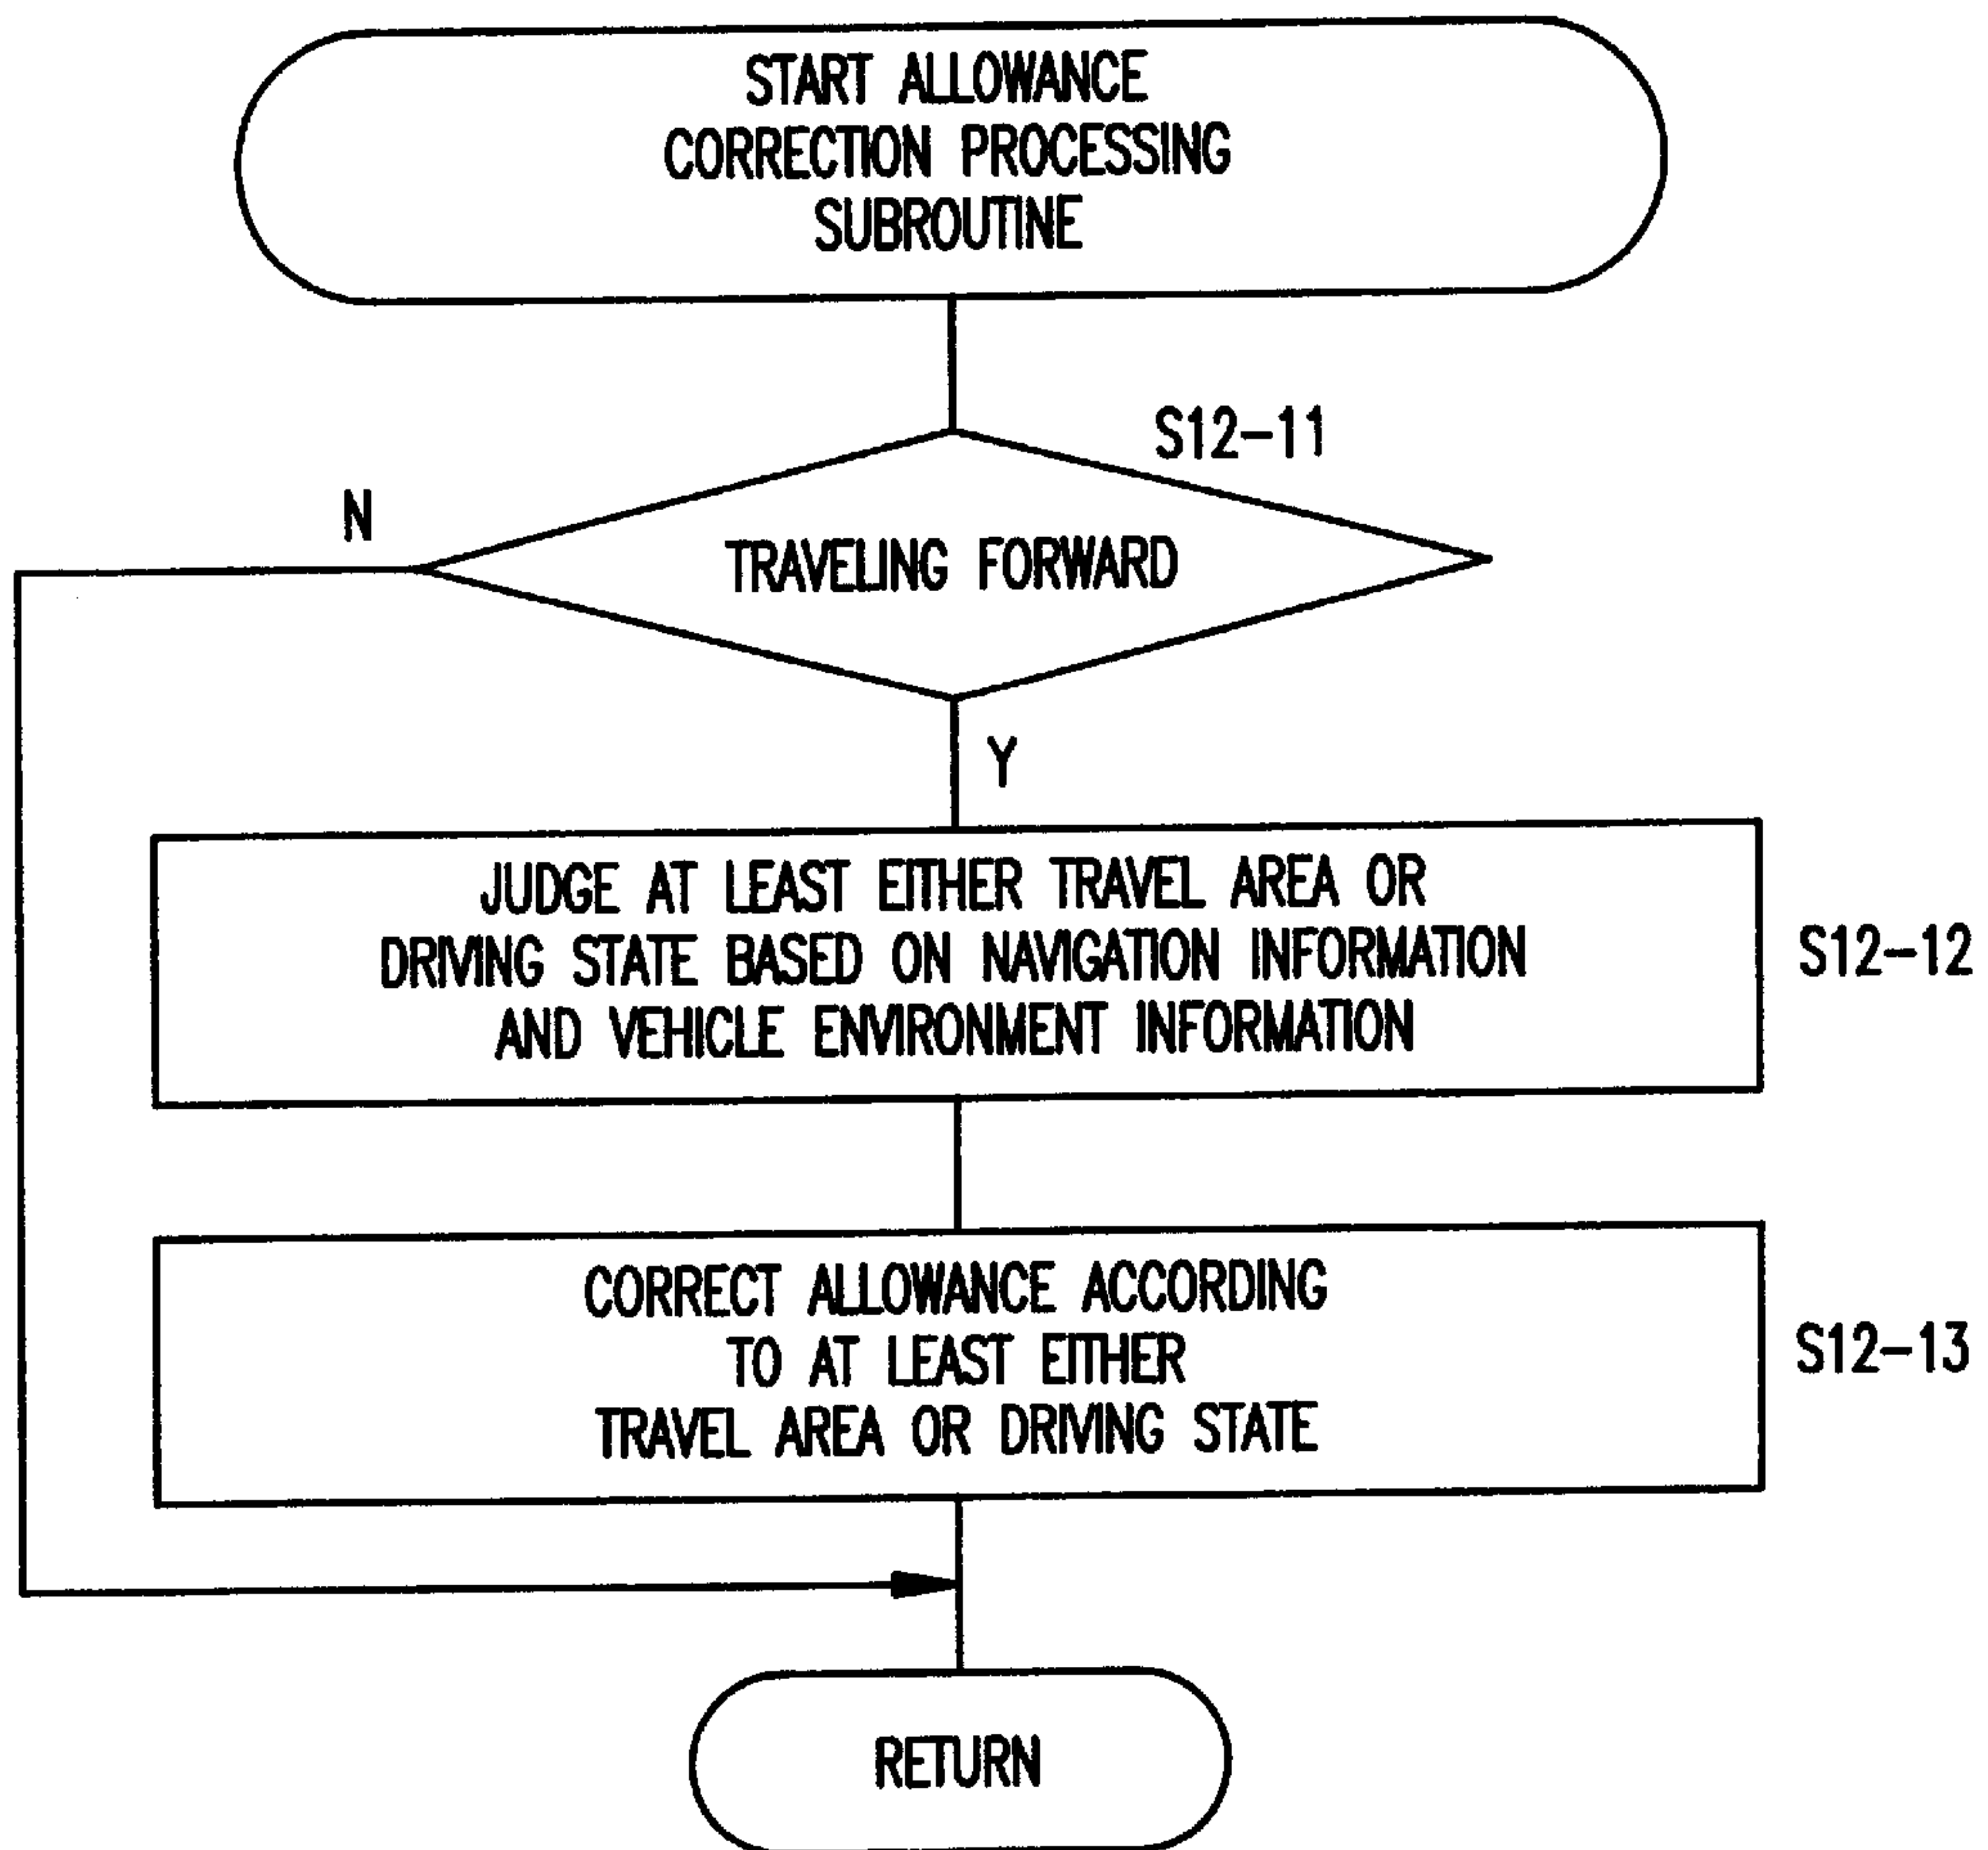 START ALLOWANCE
CORRECTION PROCESSING
SUBROUTINE
S12-11
N
TRAVELING FORWARD
Y
JUDGE AT LEAST EITHER TRAVEL AREA OR
DRIVING STATE BASED ON NAVIGATION INFORMATION
AND VEHICLE ENVIRONMENT INFORMATION
S12-12
CORRECT ALLOWANCE ACCORDING
TO AT LEAST EITHER
TRAVEL AREA OR DRIVING STATE
S12-13
RETURN